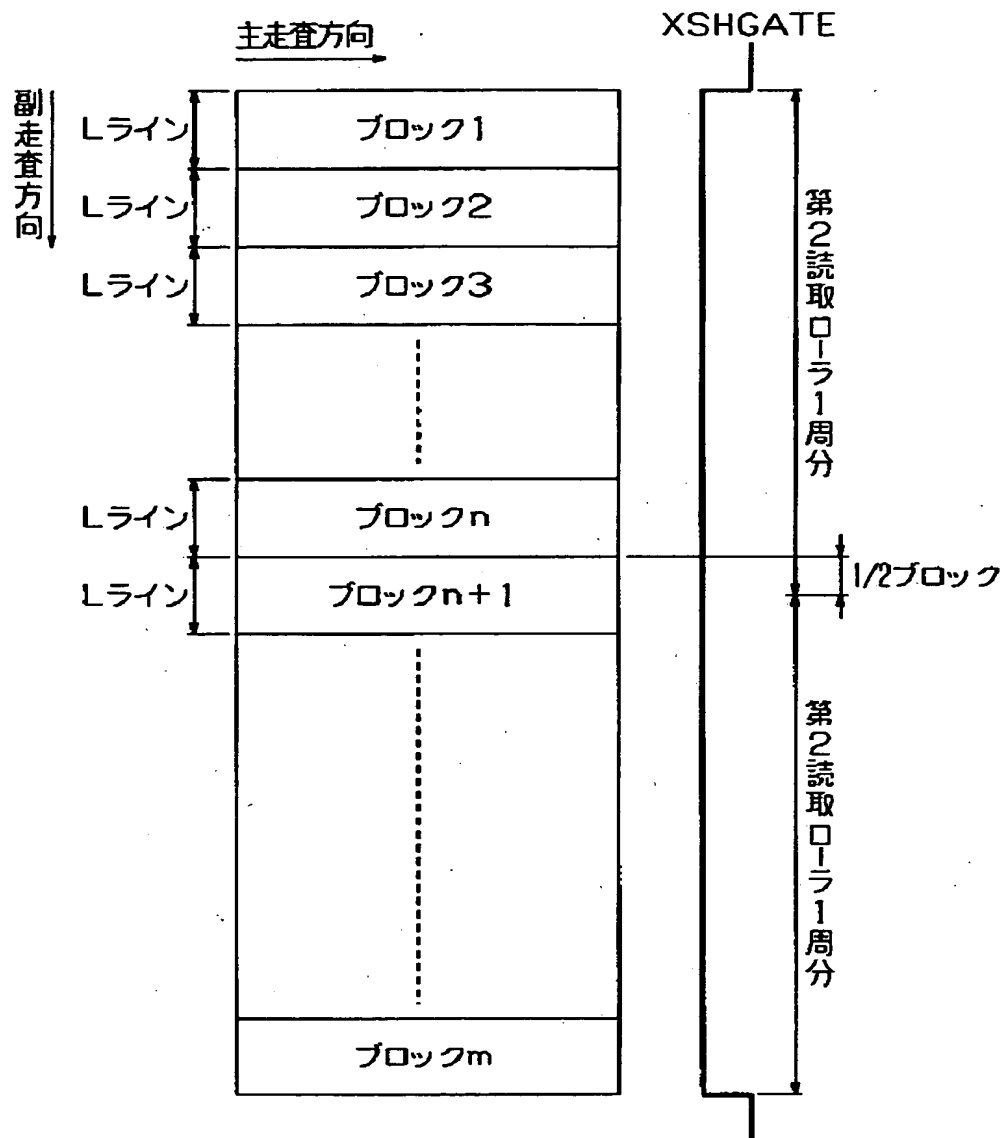 主走査方向
XSHGATE
副走査方向
Lライン
ブロック1
Lライン
ブロック2
Lライン
ブロック3
第2読取ローラ1周分
Lライン
ブロックn
Lライン
ブロックn+1
1/2ブロック
第2読取ローラ1周分
ブロックm